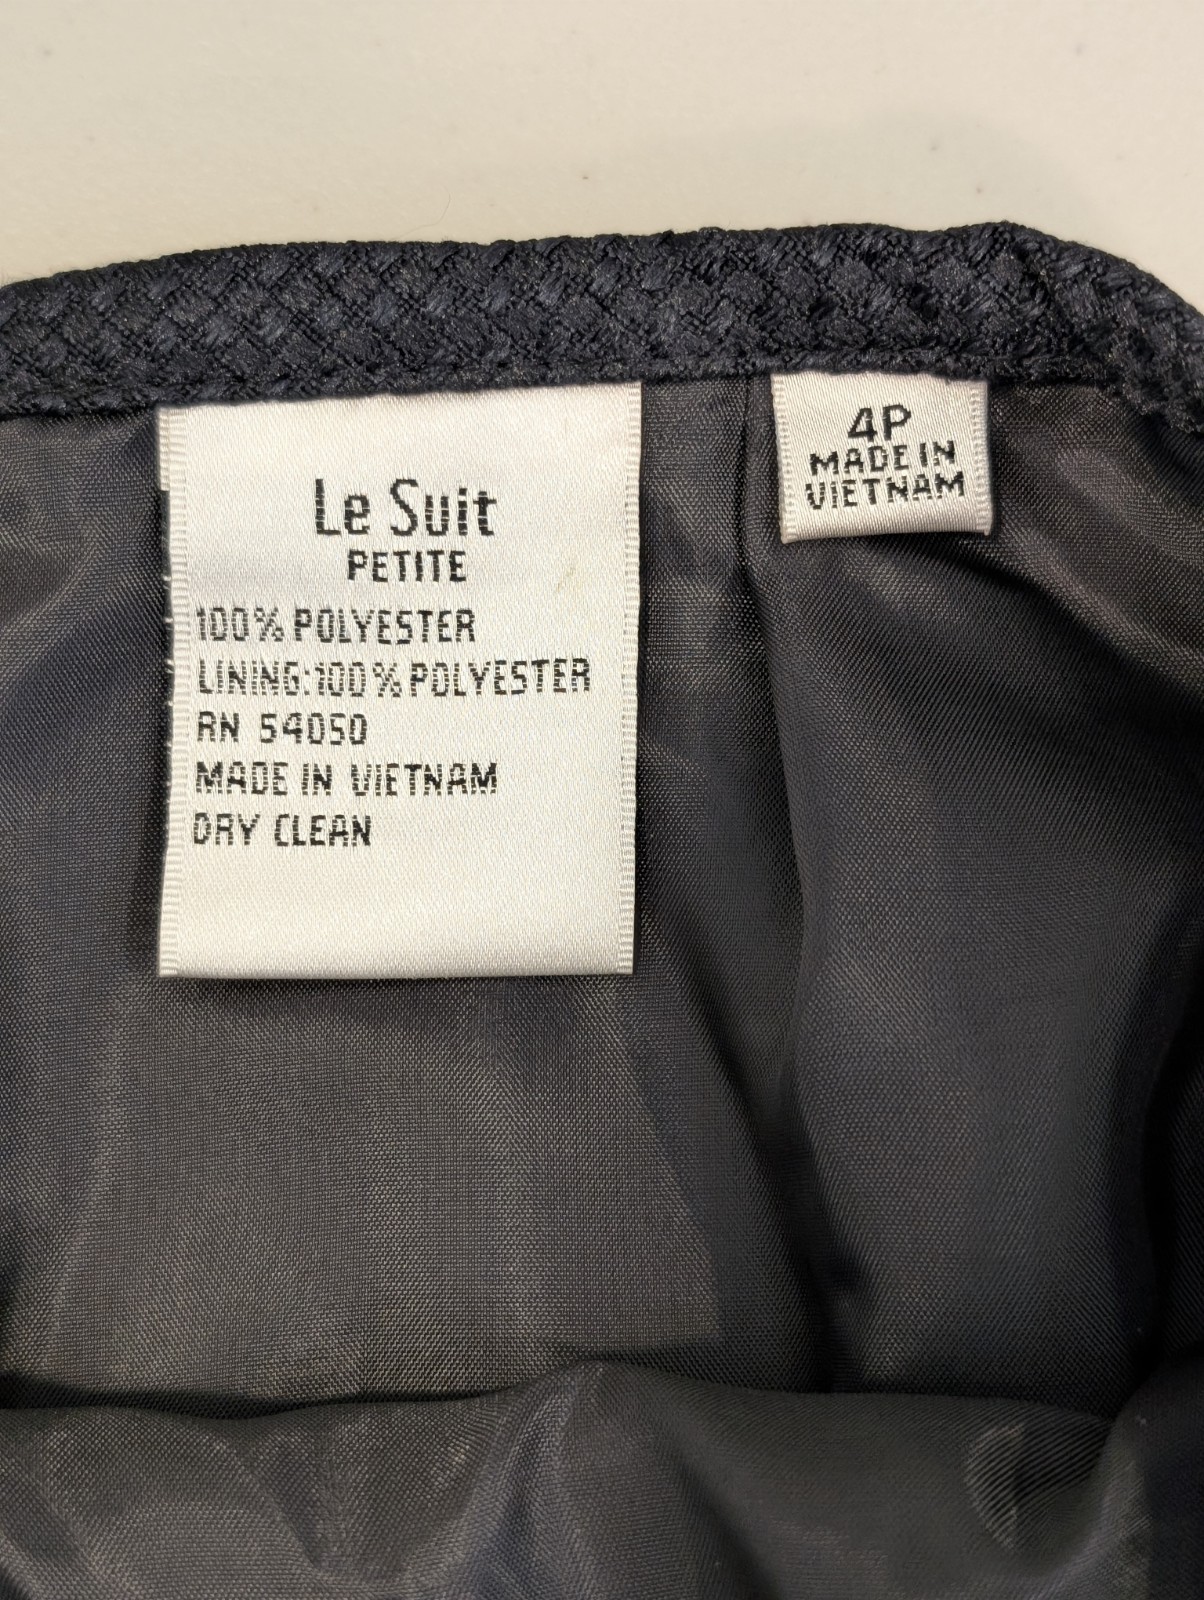 Le Suit
PETITE
100% POLYESTER
LINING:100% POLYESTER
RN 54050
MADE IN VIETNAM
DRY CLEAN
4P
MADE IN
VIETNAM